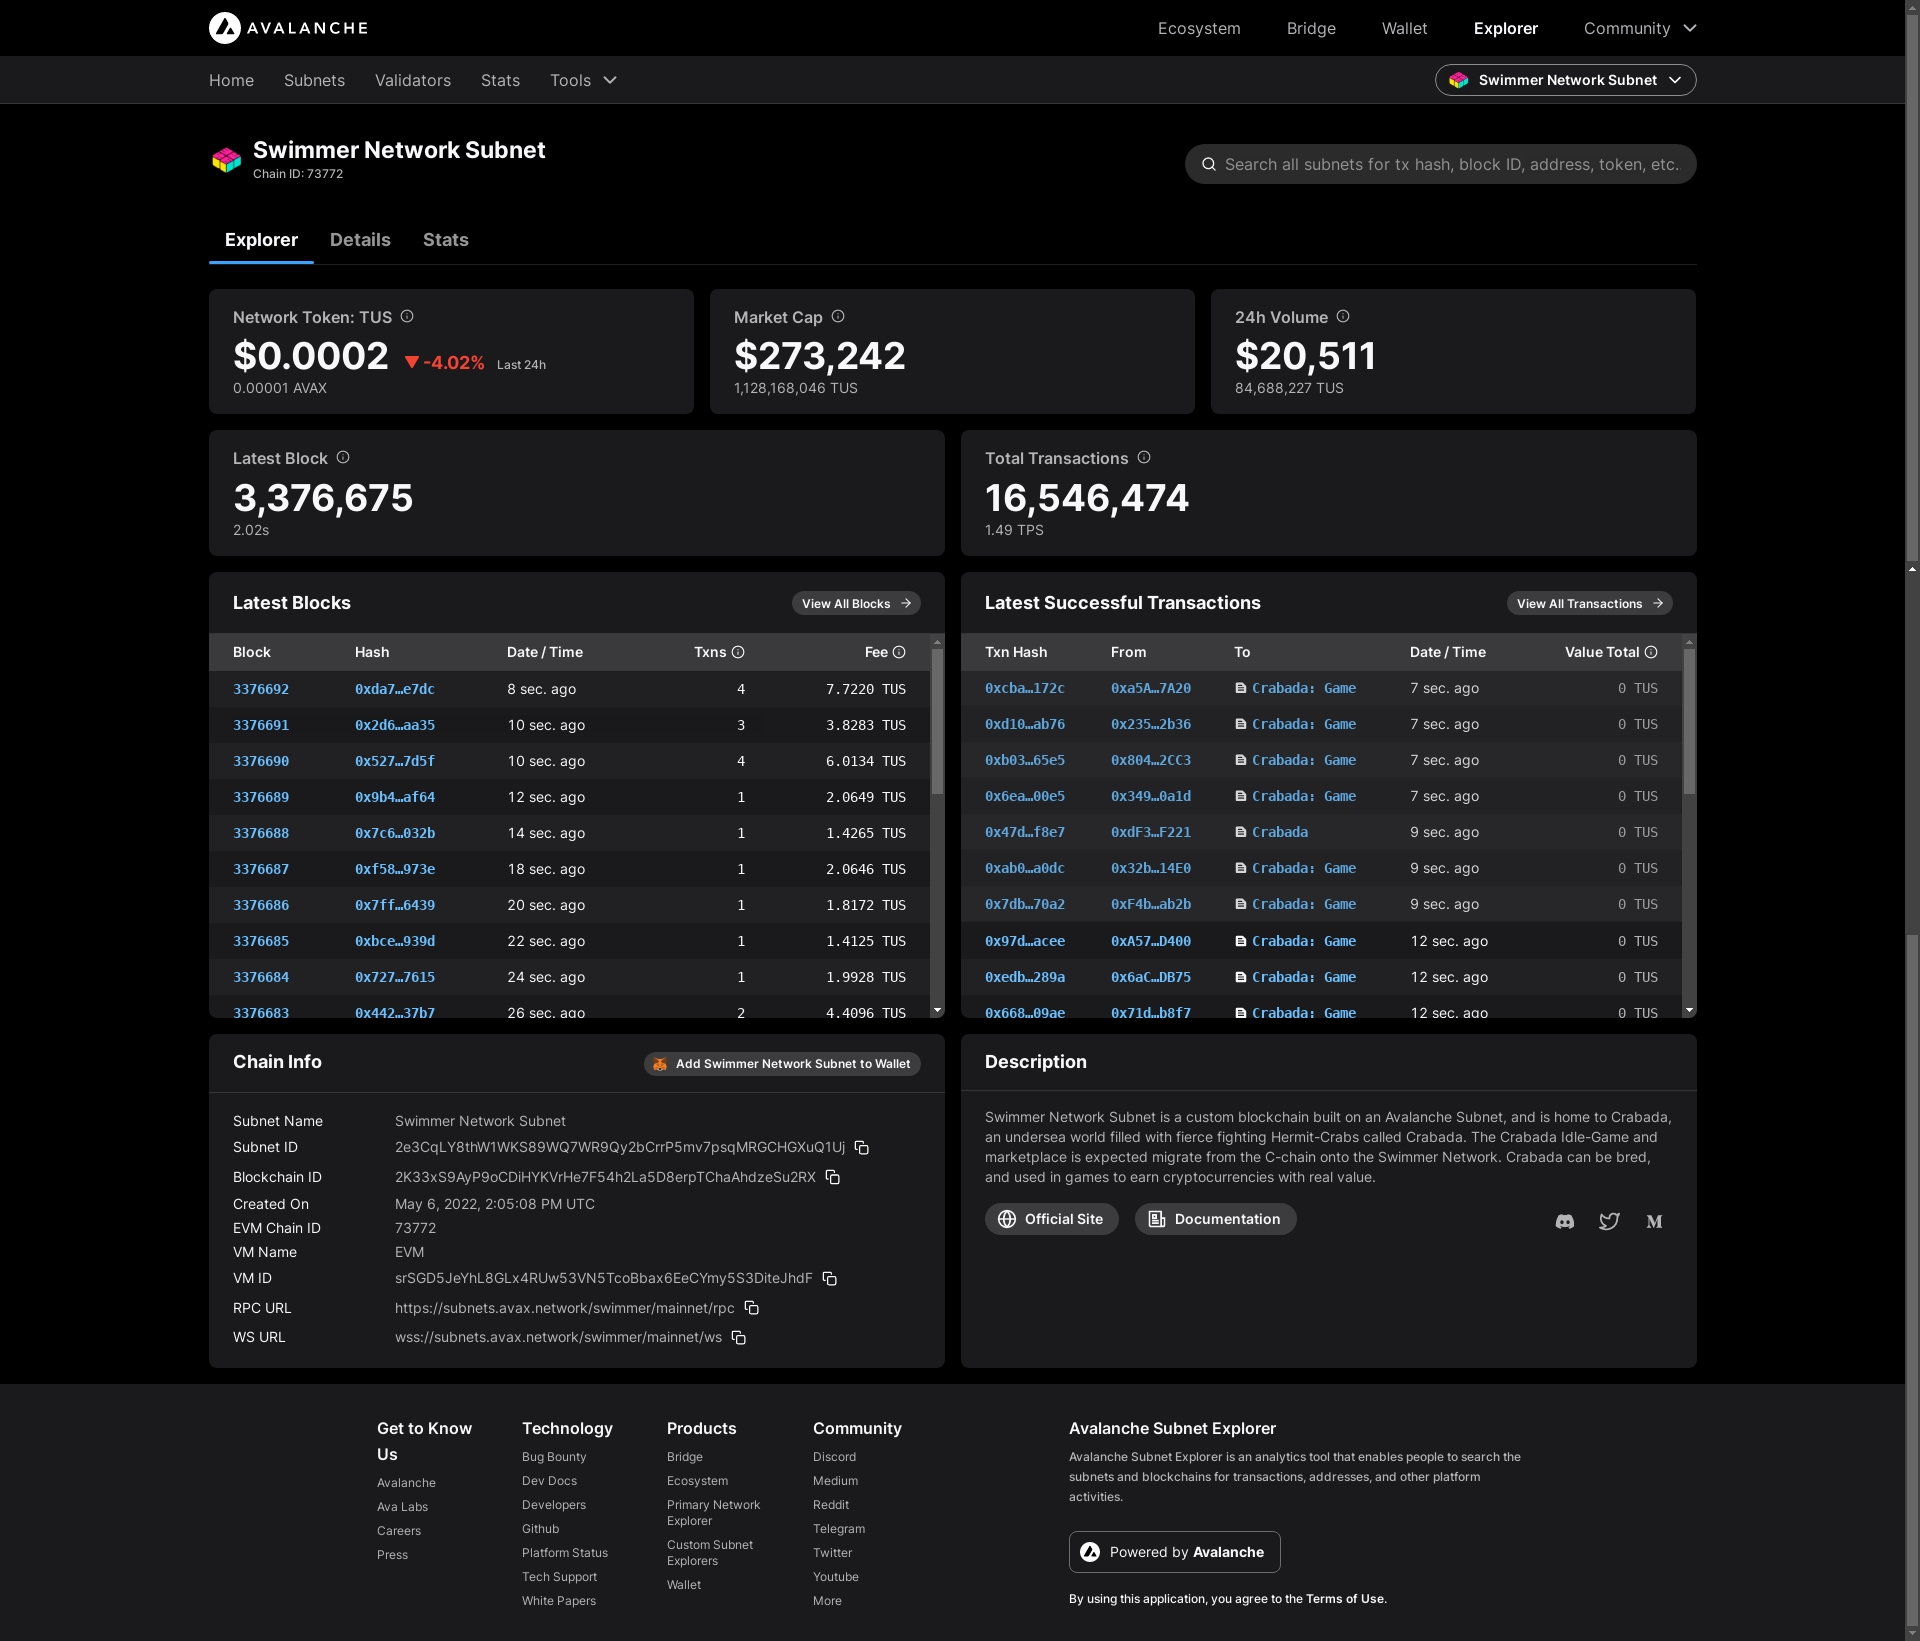 AVALANCHE
Ecosystem Bridge Wallet Explorer Community
Home Subnets Validators Stats Tools
Swimmer Network Subnet
Swimmer Network Subnet
Chain ID: 73772
Search all subnets for tx hash, block ID, address, token, etc.
Explorer Details Stats
Network Token: TUS
$0.0002 -4.02% Last 24h
0.00001 AVAX
Market Cap
$273,242
1,128,168,046 TUS
24h Volume
$20,511
84,688,227 TUS
Latest Block
3,376,675
2.02s
Total Transactions
16,546,474
1.49 TPS
Latest Blocks View All Blocks
Block Hash Date / Time Txns Fee
3376692 0xda7…e7dc 8 sec. ago 4 7.7220 TUS
3376691 0x2d6…aa35 10 sec. ago 3 3.8283 TUS
3376690 0x527…7d5f 10 sec. ago 4 6.0134 TUS
3376689 0x9b4…af64 12 sec. ago 1 2.0649 TUS
3376688 0x7c6…032b 14 sec. ago 1 1.4265 TUS
3376687 0xf58…973e 18 sec. ago 1 2.0646 TUS
3376686 0x7ff…6439 20 sec. ago 1 1.8172 TUS
3376685 0xbce…939d 22 sec. ago 1 1.4125 TUS
3376684 0x727…7615 24 sec. ago 1 1.9928 TUS
3376683 0x442…37b7 26 sec. ago 2 4.4096 TUS
Latest Successful Transactions View All Transactions
Txn Hash From To Date / Time Value Total
0xcba…172c 0xa5A…7A20 Crabada: Game 7 sec. ago 0 TUS
0xd10…ab76 0x235…2b36 Crabada: Game 7 sec. ago 0 TUS
0xb03…65e5 0x804…2CC3 Crabada: Game 7 sec. ago 0 TUS
0x6ea…00e5 0x349…0a1d Crabada: Game 7 sec. ago 0 TUS
0x47d…f8e7 0xdF3…F221 Crabada 9 sec. ago 0 TUS
0xab0…a0dc 0x32b…14E0 Crabada: Game 9 sec. ago 0 TUS
0x7db…70a2 0xF4b…ab2b Crabada: Game 9 sec. ago 0 TUS
0x97d…acee 0xA57…D400 Crabada: Game 12 sec. ago 0 TUS
0xedb…289a 0x6aC…DB75 Crabada: Game 12 sec. ago 0 TUS
0x668…09ae 0x71d…b8f7 Crabada: Game 12 sec. ago 0 TUS
Chain Info Add Swimmer Network Subnet to Wallet
Subnet Name Swimmer Network Subnet
Subnet ID 2e3CqLY8thW1WKS89WQ7WR9Qy2bCrrP5mv7psqMRGCHGXuQ1Uj
Blockchain ID 2K33xS9AyP9oCDiHYKVrHe7F54h2La5D8erpTChaAhdzeSu2RX
Created On May 6, 2022, 2:05:08 PM UTC
EVM Chain ID 73772
VM Name EVM
VM ID srSGD5JeYhL8GLx4RUw53VN5TcoBbax6EeCYmy5S3DiteJhdF
RPC URL https://subnets.avax.network/swimmer/mainnet/rpc
WS URL wss://subnets.avax.network/swimmer/mainnet/ws
Description
Swimmer Network Subnet is a custom blockchain built on an Avalanche Subnet, and is home to Crabada,
an undersea world filled with fierce fighting Hermit-Crabs called Crabada. The Crabada Idle-Game and
marketplace is expected migrate from the C-chain onto the Swimmer Network. Crabada can be bred,
and used in games to earn cryptocurrencies with real value.
Official Site Documentation
Get to Know
Us
Avalanche
Ava Labs
Careers
Press
Technology
Bug Bounty
Dev Docs
Developers
Github
Platform Status
Tech Support
White Papers
Products
Bridge
Ecosystem
Primary Network
Explorer
Custom Subnet
Explorers
Wallet
Community
Discord
Medium
Reddit
Telegram
Twitter
Youtube
More
Avalanche Subnet Explorer
Avalanche Subnet Explorer is an analytics tool that enables people to search the
subnets and blockchains for transactions, addresses, and other platform
activities.
Powered by Avalanche
By using this application, you agree to the Terms of Use.